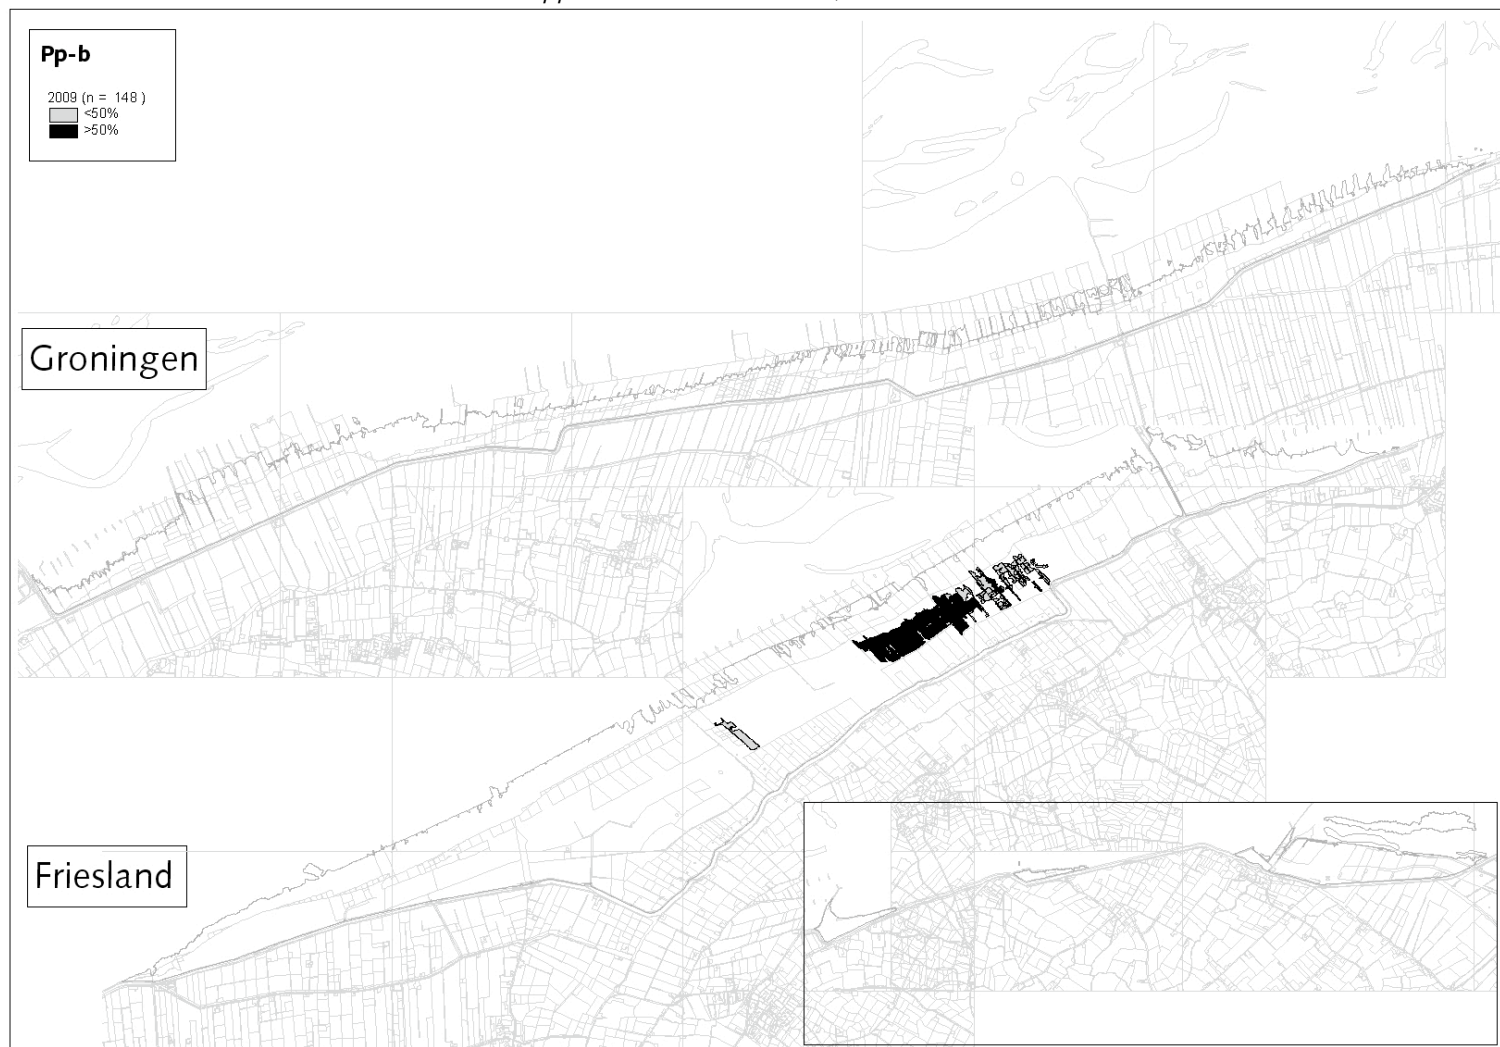 Pp-b
2009 (n = 148 )
<50%
>50%
Groningen
Friesland